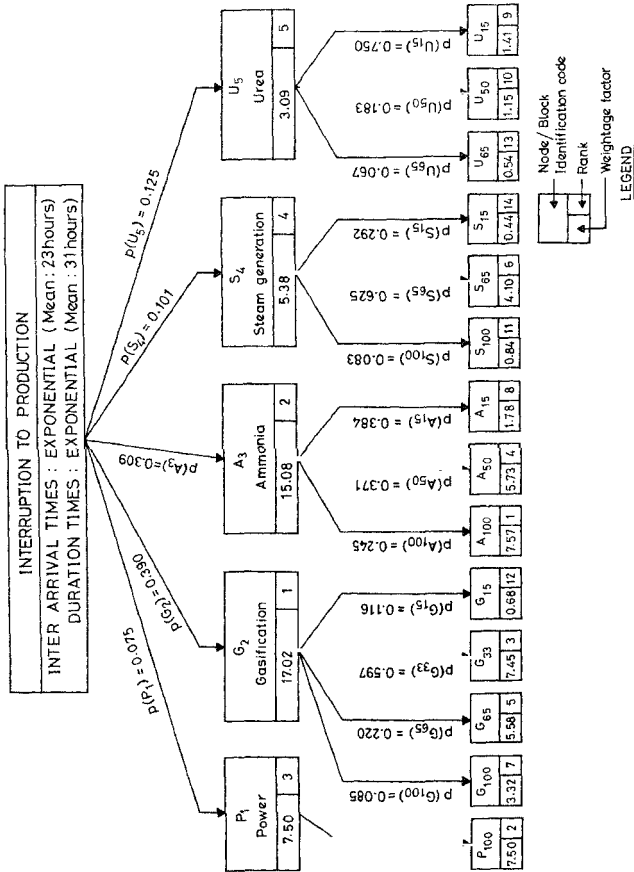 INTERRUPTION TO PRODUCTION
INTER ARRIVAL TIMES : EXPONENTIAL (Mean : 23 hours)
DURATION TIMES : EXPONENTIAL (Mean : 31 hours)
p(P1) = 0.075
p(G2) = 0.390
p(A3) = 0.309
p(S4) = 0.101
p(U5) = 0.125
P1
Power
7.50 3
G2
Gasification
17.02 1
A3
Ammonia
15.08 2
S4
Steam generation
5.38 4
U5
Urea
3.09 5
p(G100) = 0.085
p(G65) = 0.220
p(G33) = 0.597
p(G15) = 0.116
p(A100) = 0.245
p(A50) = 0.371
p(A15) = 0.384
p(S100) = 0.083
p(S65) = 0.625
p(S15) = 0.292
p(U65) = 0.067
p(U50) = 0.183
p(U15) = 0.750
P100
7.50 2
G100
3.32 7
G65
5.58 5
G33
7.45 3
G15
0.68 12
A100
7.57 1
A50
5.73 4
A15
1.78 8
S100
0.84 11
S65
4.10 6
S15
0.44 14
U65
0.54 13
U50
1.15 10
U15
1.41 9
Node/Block
Identification code
Rank
Weightage factor
LEGEND